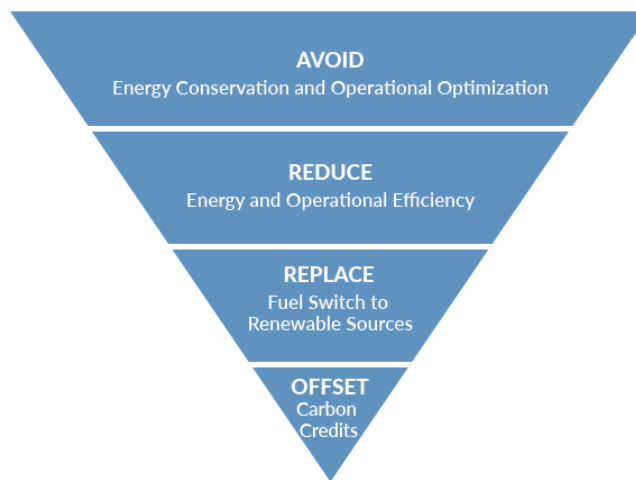 AVOID
Energy Conservation and Operational Optimization
REDUCE
Energy and Operational Efficiency
REPLACE
Fuel Switch to
Renewable Sources
OFFSET
Carbon
Credits